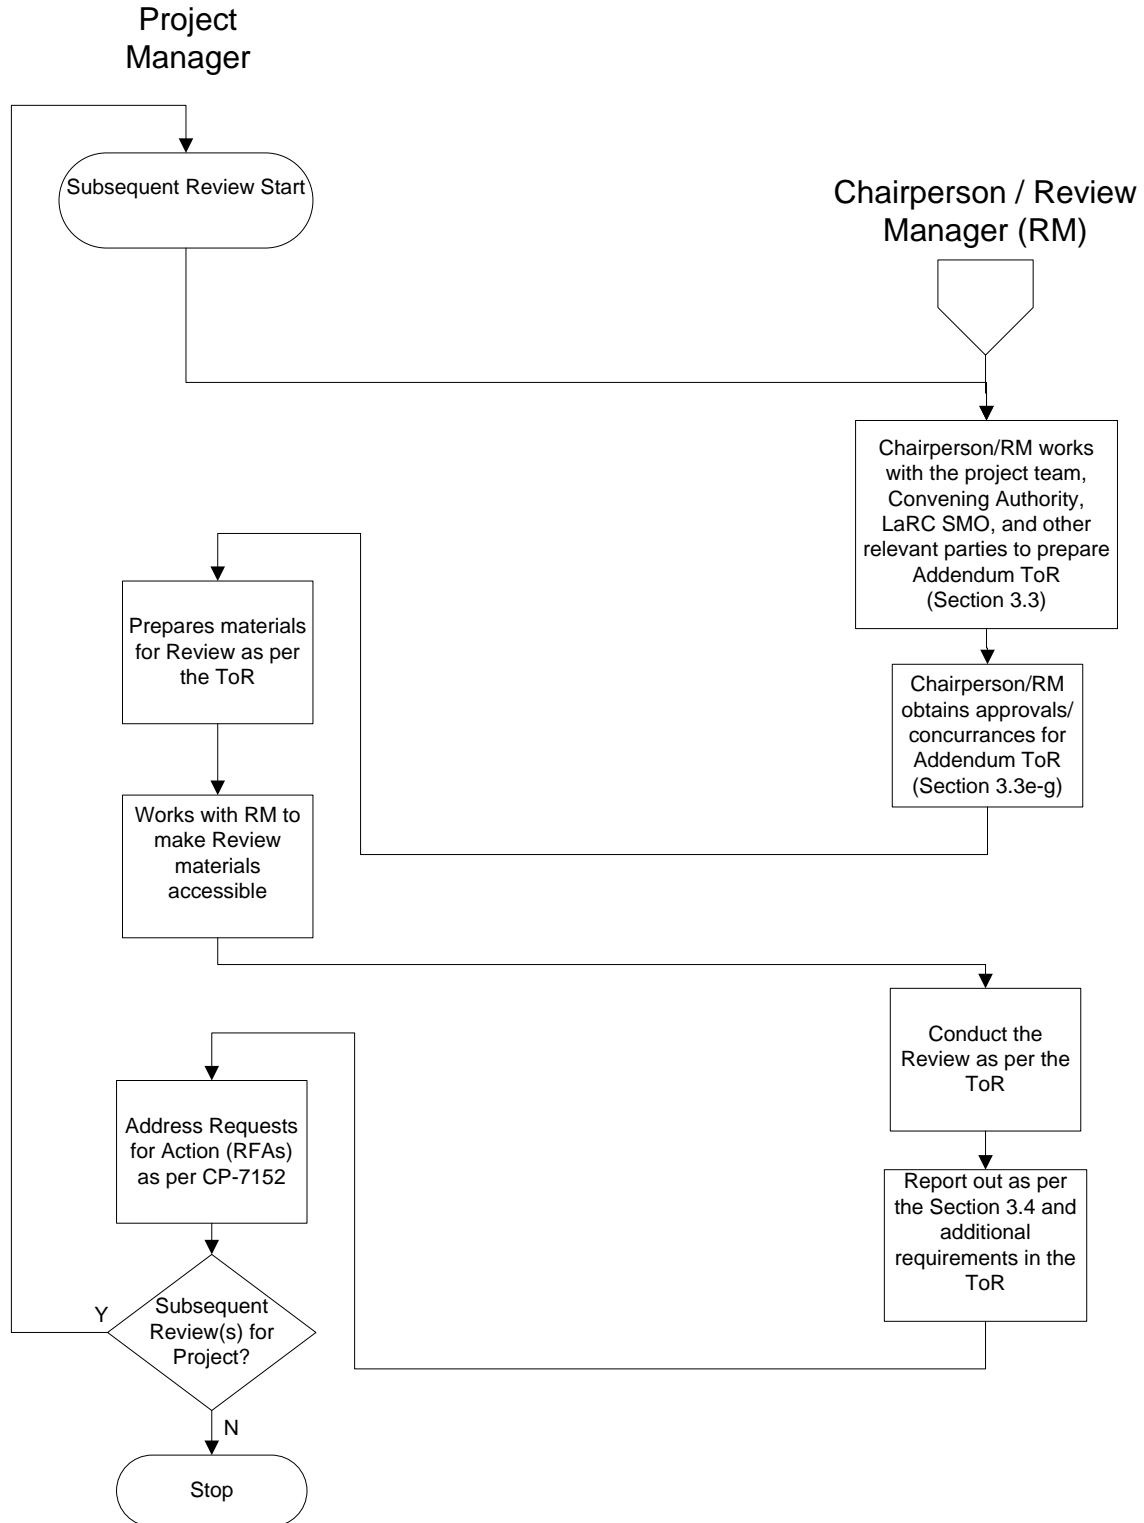 Project
Manager
Subsequent Review Start
Chairperson / Review
Manager (RM)
Chairperson/RM works
with the project team,
Convening Authority,
LaRC SMO, and other
relevant parties to prepare
Addendum ToR
(Section 3.3)
Chairperson/RM
obtains approvals/
concurrances for
Addendum ToR
(Section 3.3e-g)
Prepares materials
for Review as per
the ToR
Works with RM to
make Review
materials
accessible
Conduct the
Review as per the
ToR
Report out as per
the Section 3.4 and
additional
requirements in the
ToR
Address Requests
for Action (RFAs)
as per CP-7152
Subsequent
Review(s) for
Project?
Y
N
Stop